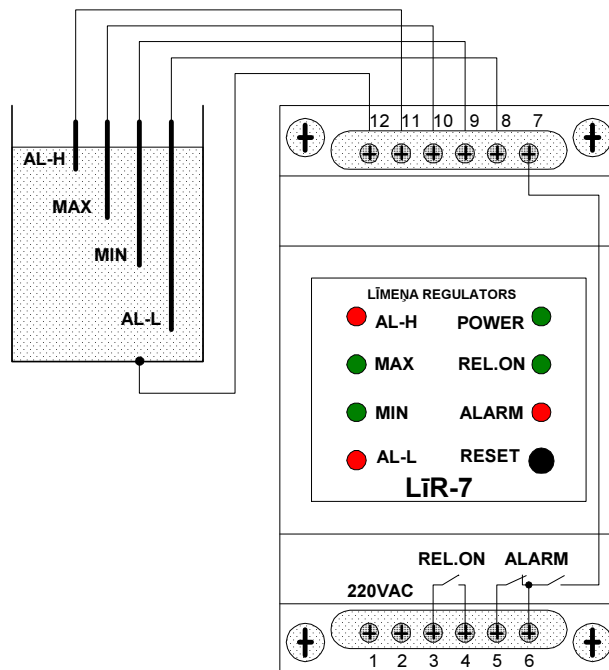 12 11 10 9 8 7
AL-H
MAX
MIN
AL-L
LĪMEŅA REGULATORS
AL-H POWER
MAX REL.ON
MIN ALARM
AL-L RESET
LīR-7
REL.ON ALARM
220VAC
1 2 3 4 5 6